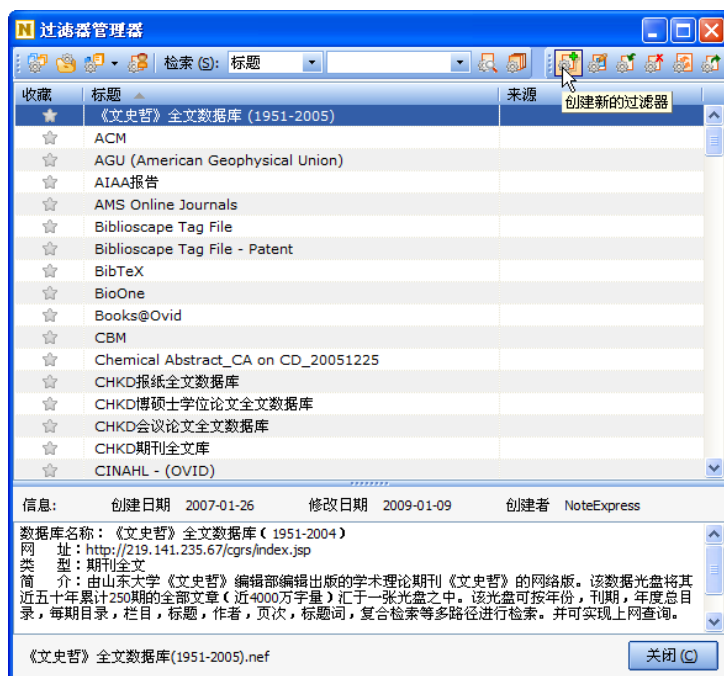 N 过滤器管理器
检索 (S): 标题
收藏 标题 来源
创建新的过滤器
《文史哲》全文数据库 (1951-2005)
ACM
AGU (American Geophysical Union)
AIAA报告
AMS Online Journals
Biblioscape Tag File
Biblioscape Tag File - Patent
BibTeX
BioOne
Books@Ovid
CBM
Chemical Abstract_CA on CD_20051225
CHKD报纸全文数据库
CHKD博硕士学位论文全文数据库
CHKD会议论文全文数据库
CHKD期刊全文库
CINAHL - (OVID)
信息: 创建日期 2007-01-26 修改日期 2009-01-09 创建者 NoteExpress
数据库名称：《文史哲》全文数据库（1951-2004）
网 址：http://219.141.235.67/cgrs/index.jsp
类 型：期刊全文
简 介：由山东大学《文史哲》编辑部编辑出版的学术理论期刊《文史哲》的网络版。该数据光盘将其
近五十年累计250期的全部文章（近4000万字量）汇于一张光盘之中。该光盘可按年份，刊期，年度总目
录，每期目录，栏目，标题，作者，页次，标题词，复合检索等多路径进行检索。并可实现上网查询。
《文史哲》全文数据库(1951-2005).nef
关闭(C)